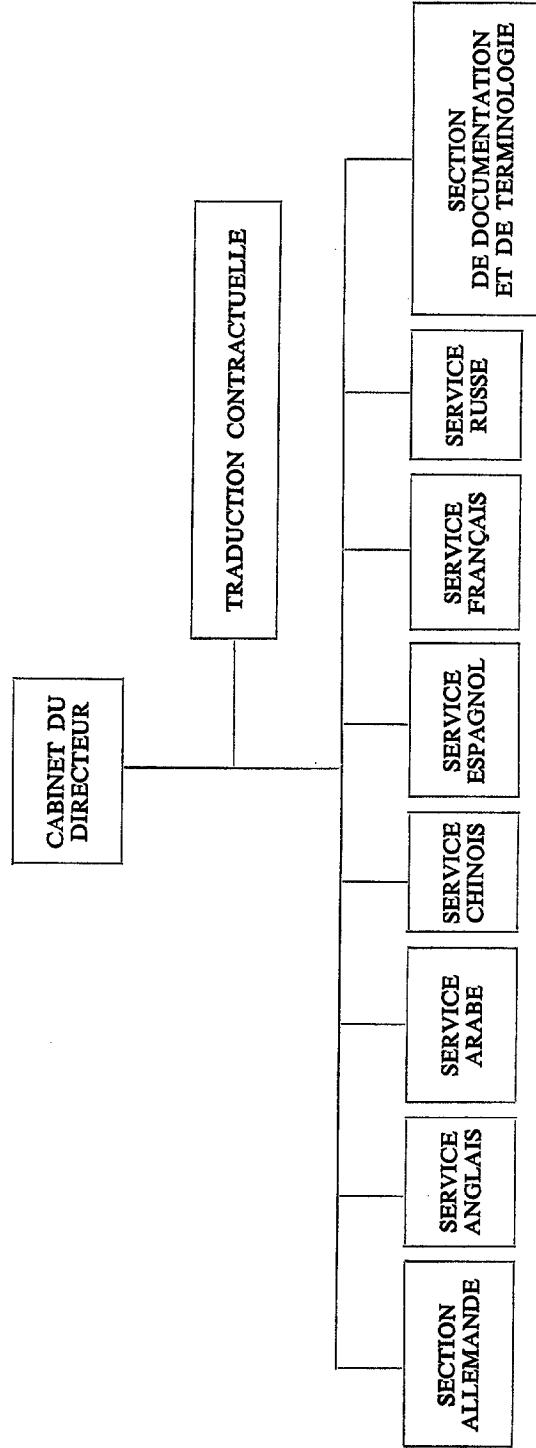 CABINET DU
DIRECTEUR
TRADUCTION CONTRACTUELLE
SECTION
ALLEMANDE
SERVICE
ANGLAIS
SERVICE
ARABE
SERVICE
CHINOIS
SERVICE
ESPAGNOL
SERVICE
FRANÇAIS
SERVICE
RUSSE
SECTION
DE DOCUMENTATION
ET DE TERMINOLOGIE